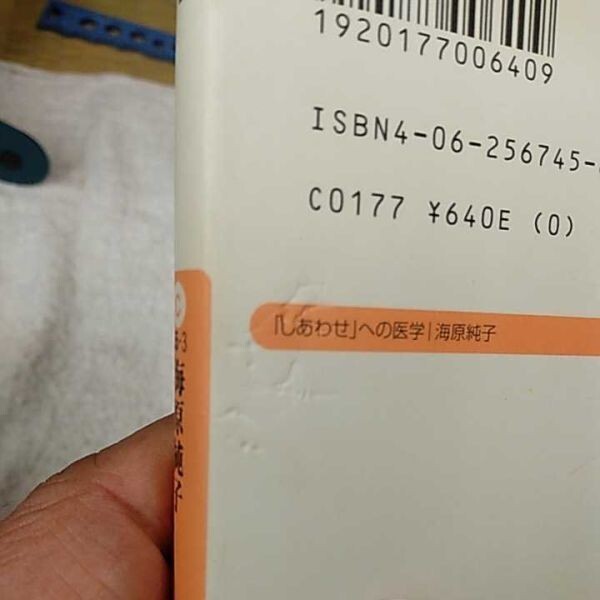 1920177006409
ISBN4-06-256745-
C0177 ¥640E (0)
「しあわせ」への医学|海原純子